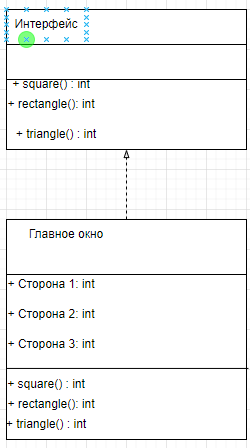 Интерфейс
+ square() : int
+ rectangle(): int
+ triangle() : int
Главное окно
+ Сторона 1: int
+ Сторона 2: int
+ Сторона 3: int
+ square() : int
+ rectangle(): int
+ triangle() : int